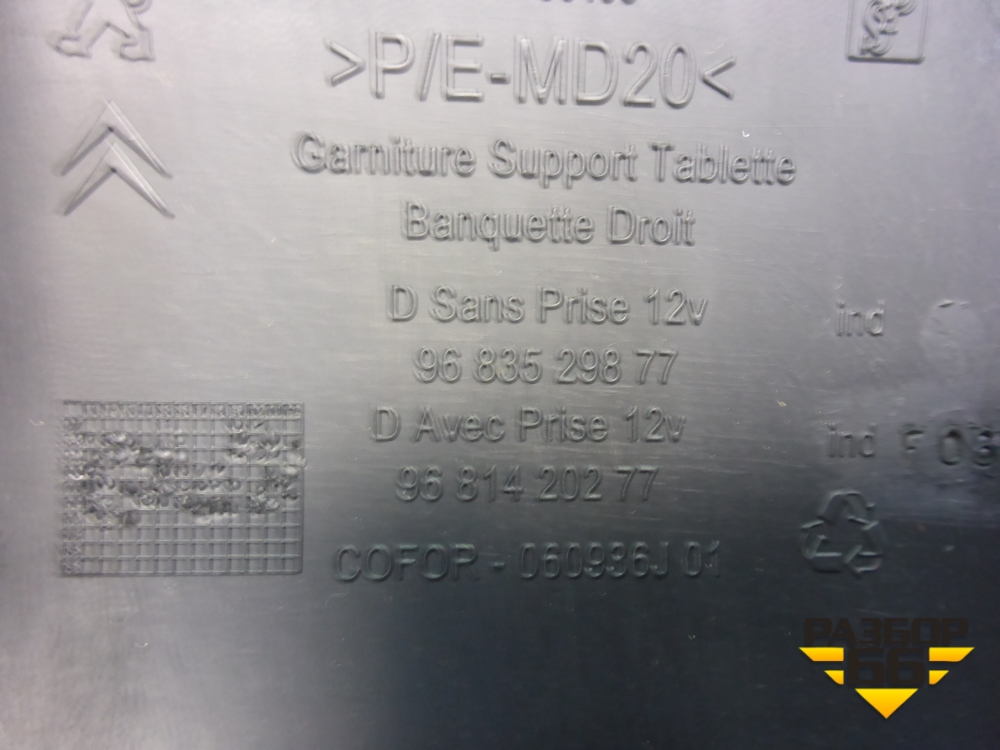 >P/E-MD20<
Garniture Support Tablette
Banquette Droit
D Sans Prise 12v
ind
96 835 298 77
D Avec Prise 12v
ind F 03
96 814 202 77
COFOR - 060936J 01
РАЗБОР
66